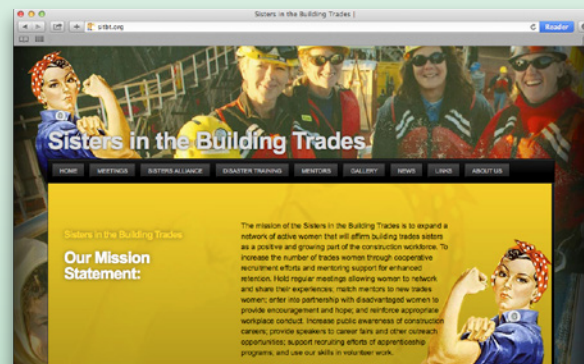 Sisters in the Building Trades |
sitbt.org
Reader
Sisters in the Building Trades
HOME MEETINGS SISTERS ALLIANCE DISASTER TRAINING MENTORS GALLERY NEWS LINKS ABOUT US
Sisters in the Building Trades
Our Mission
Statement:
The mission of the Sisters in the Building Trades is to expand a
network of active women that will affirm building trades sisters
as a positive and growing part of the construction workforce. To
increase the number of trades women through cooperative
recruitment efforts and mentoring support for enhanced
retention. Hold regular meetings allowing women to network
and share their experiences; match mentors to new trades
women; enter into partnership with disadvantaged women to
provide encouragement and hope; and reinforce appropriate
workplace conduct. Increase public awareness of construction
careers; provide speakers to career fairs and other outreach
opportunities; support recruiting efforts of apprenticeship
programs; and use our skills in volunteer work.